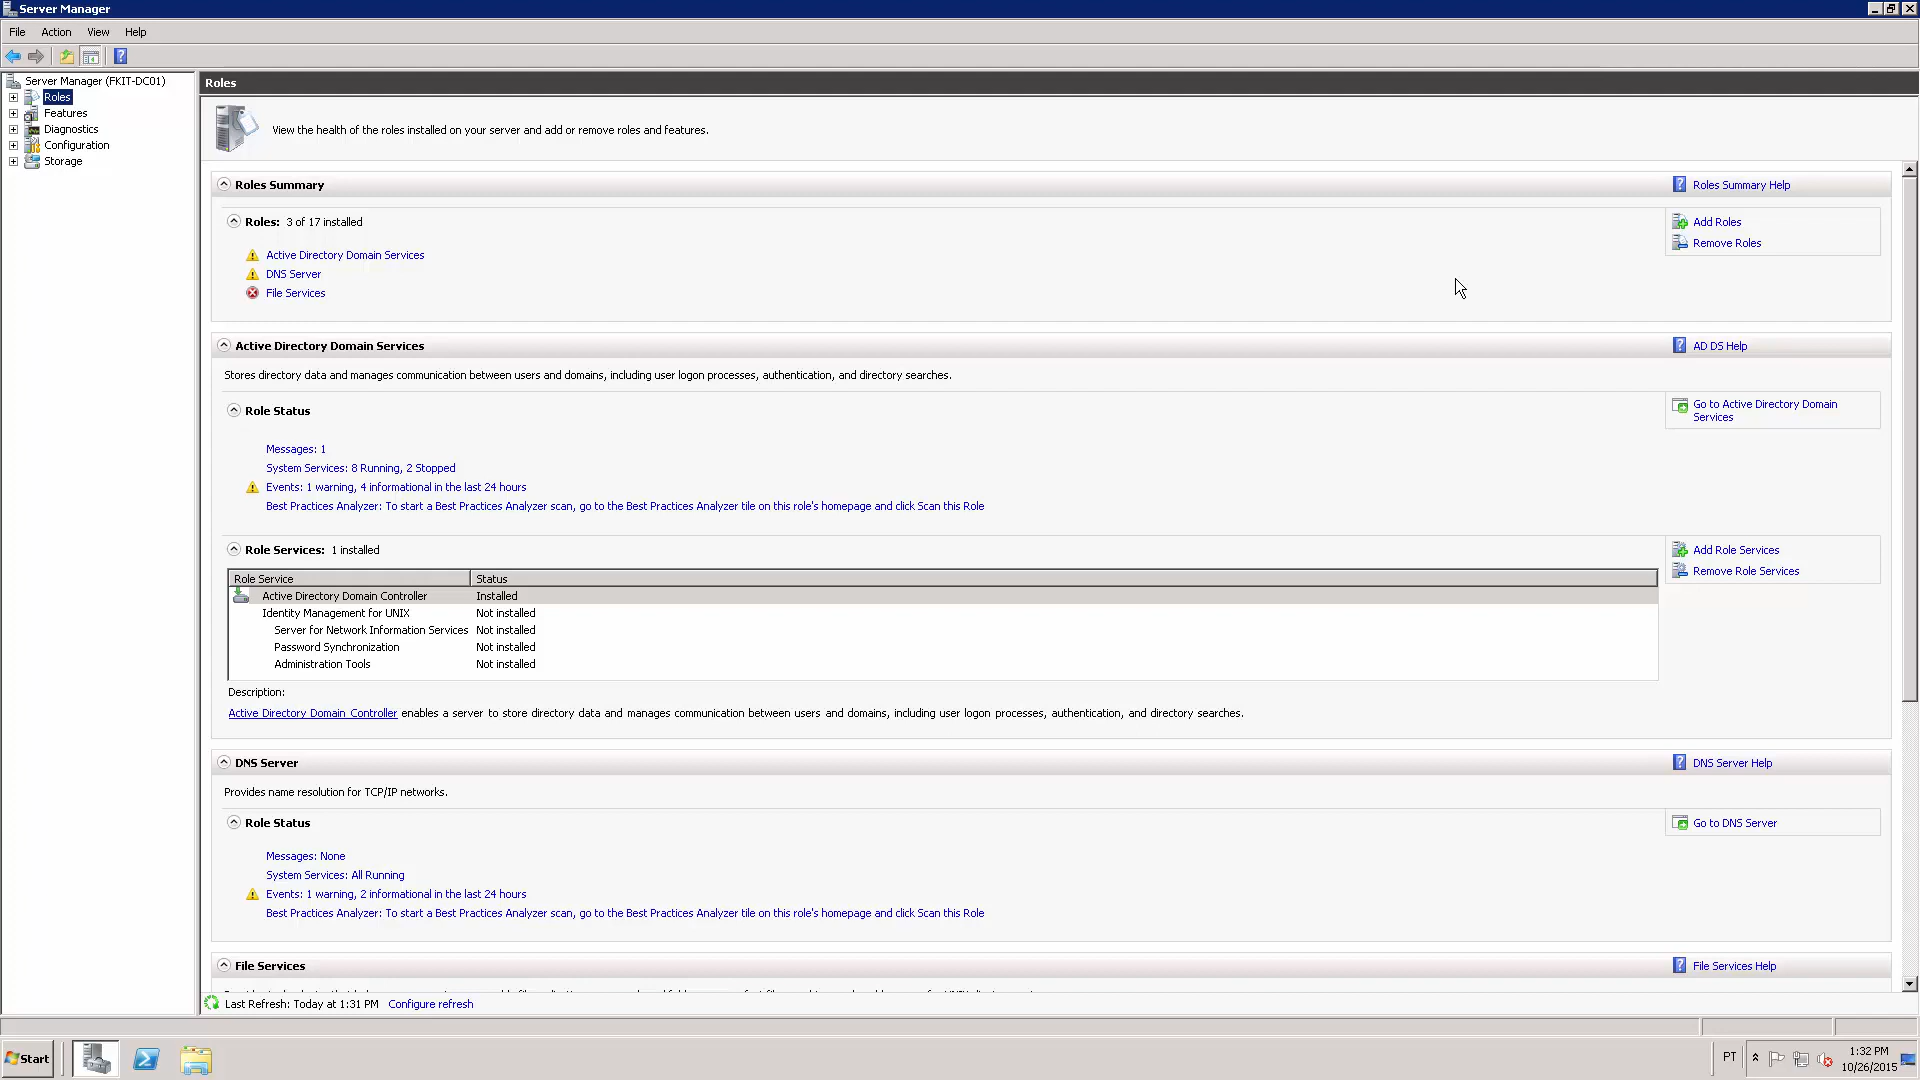 Server Manager
File Action View Help
Server Manager (FKIT-DC01)
Roles
Features
Diagnostics
Configuration
Storage
Roles
View the health of the roles installed on your server and add or remove roles and features.
Roles Summary
Roles Summary Help
Roles: 3 of 17 installed
Add Roles
Remove Roles
Active Directory Domain Services
DNS Server
File Services
Active Directory Domain Services
AD DS Help
Stores directory data and manages communication between users and domains, including user logon processes, authentication, and directory searches.
Role Status
Go to Active Directory Domain
Services
Messages: 1
System Services: 8 Running, 2 Stopped
Events: 1 warning, 4 informational in the last 24 hours
Best Practices Analyzer: To start a Best Practices Analyzer scan, go to the Best Practices Analyzer tile on this role's homepage and click Scan this Role
Role Services: 1 installed
Add Role Services
Remove Role Services
Role Service Status
Active Directory Domain Controller Installed
Identity Management for UNIX Not installed
Server for Network Information Services Not installed
Password Synchronization Not installed
Administration Tools Not installed
Description:
Active Directory Domain Controller enables a server to store directory data and manages communication between users and domains, including user logon processes, authentication, and directory searches.
DNS Server
DNS Server Help
Provides name resolution for TCP/IP networks.
Role Status
Go to DNS Server
Messages: None
System Services: All Running
Events: 1 warning, 2 informational in the last 24 hours
Best Practices Analyzer: To start a Best Practices Analyzer scan, go to the Best Practices Analyzer tile on this role's homepage and click Scan this Role
File Services
File Services Help
Last Refresh: Today at 1:31 PM Configure refresh
Start
PT
1:32 PM
10/26/2015